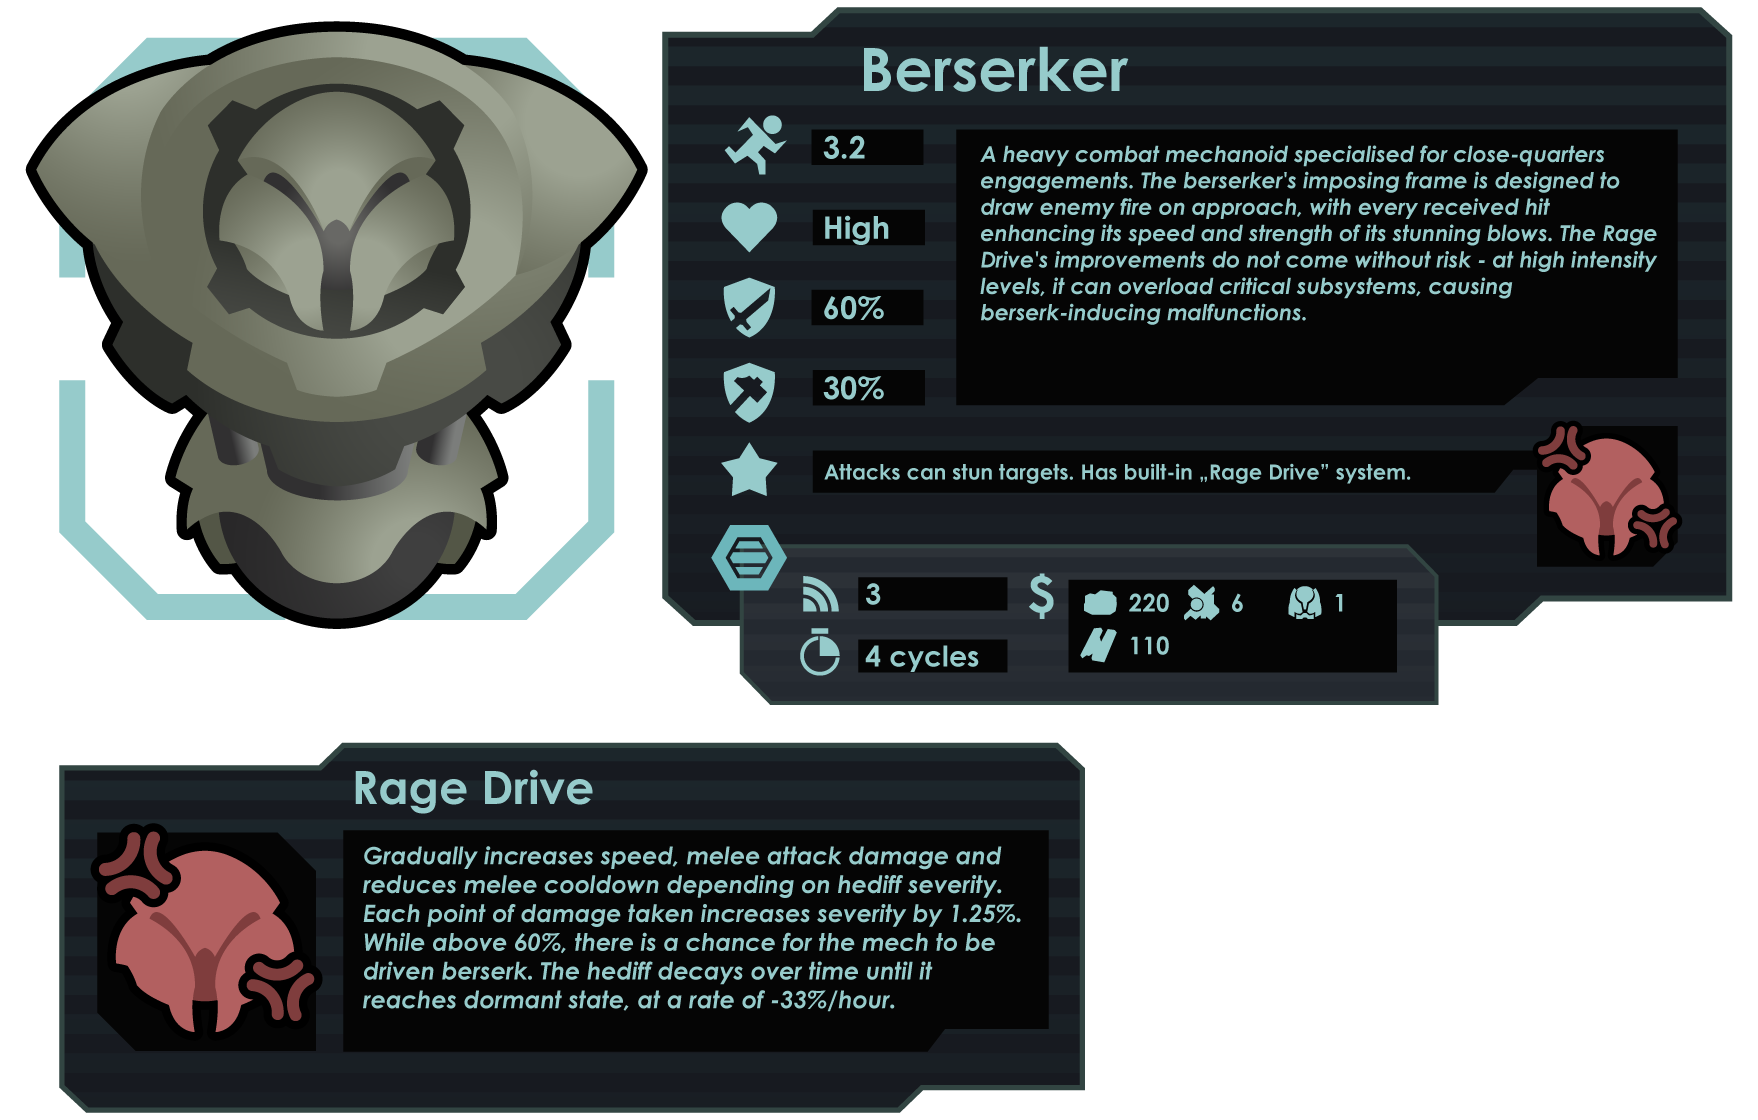 Berserker
3.2
High
60%
30%
A heavy combat mechanoid specialised for close-quarters
engagements. The berserker's imposing frame is designed to
draw enemy fire on approach, with every received hit
enhancing its speed and strength of its stunning blows. The Rage
Drive's improvements do not come without risk - at high intensity
levels, it can overload critical subsystems, causing
berserk-inducing malfunctions.
Attacks can stun targets. Has built-in „Rage Drive” system.
3
4 cycles
$
220 6 1
110
Rage Drive
Gradually increases speed, melee attack damage and
reduces melee cooldown depending on hediff severity.
Each point of damage taken increases severity by 1.25%.
While above 60%, there is a chance for the mech to be
driven berserk. The hediff decays over time until it
reaches dormant state, at a rate of -33%/hour.